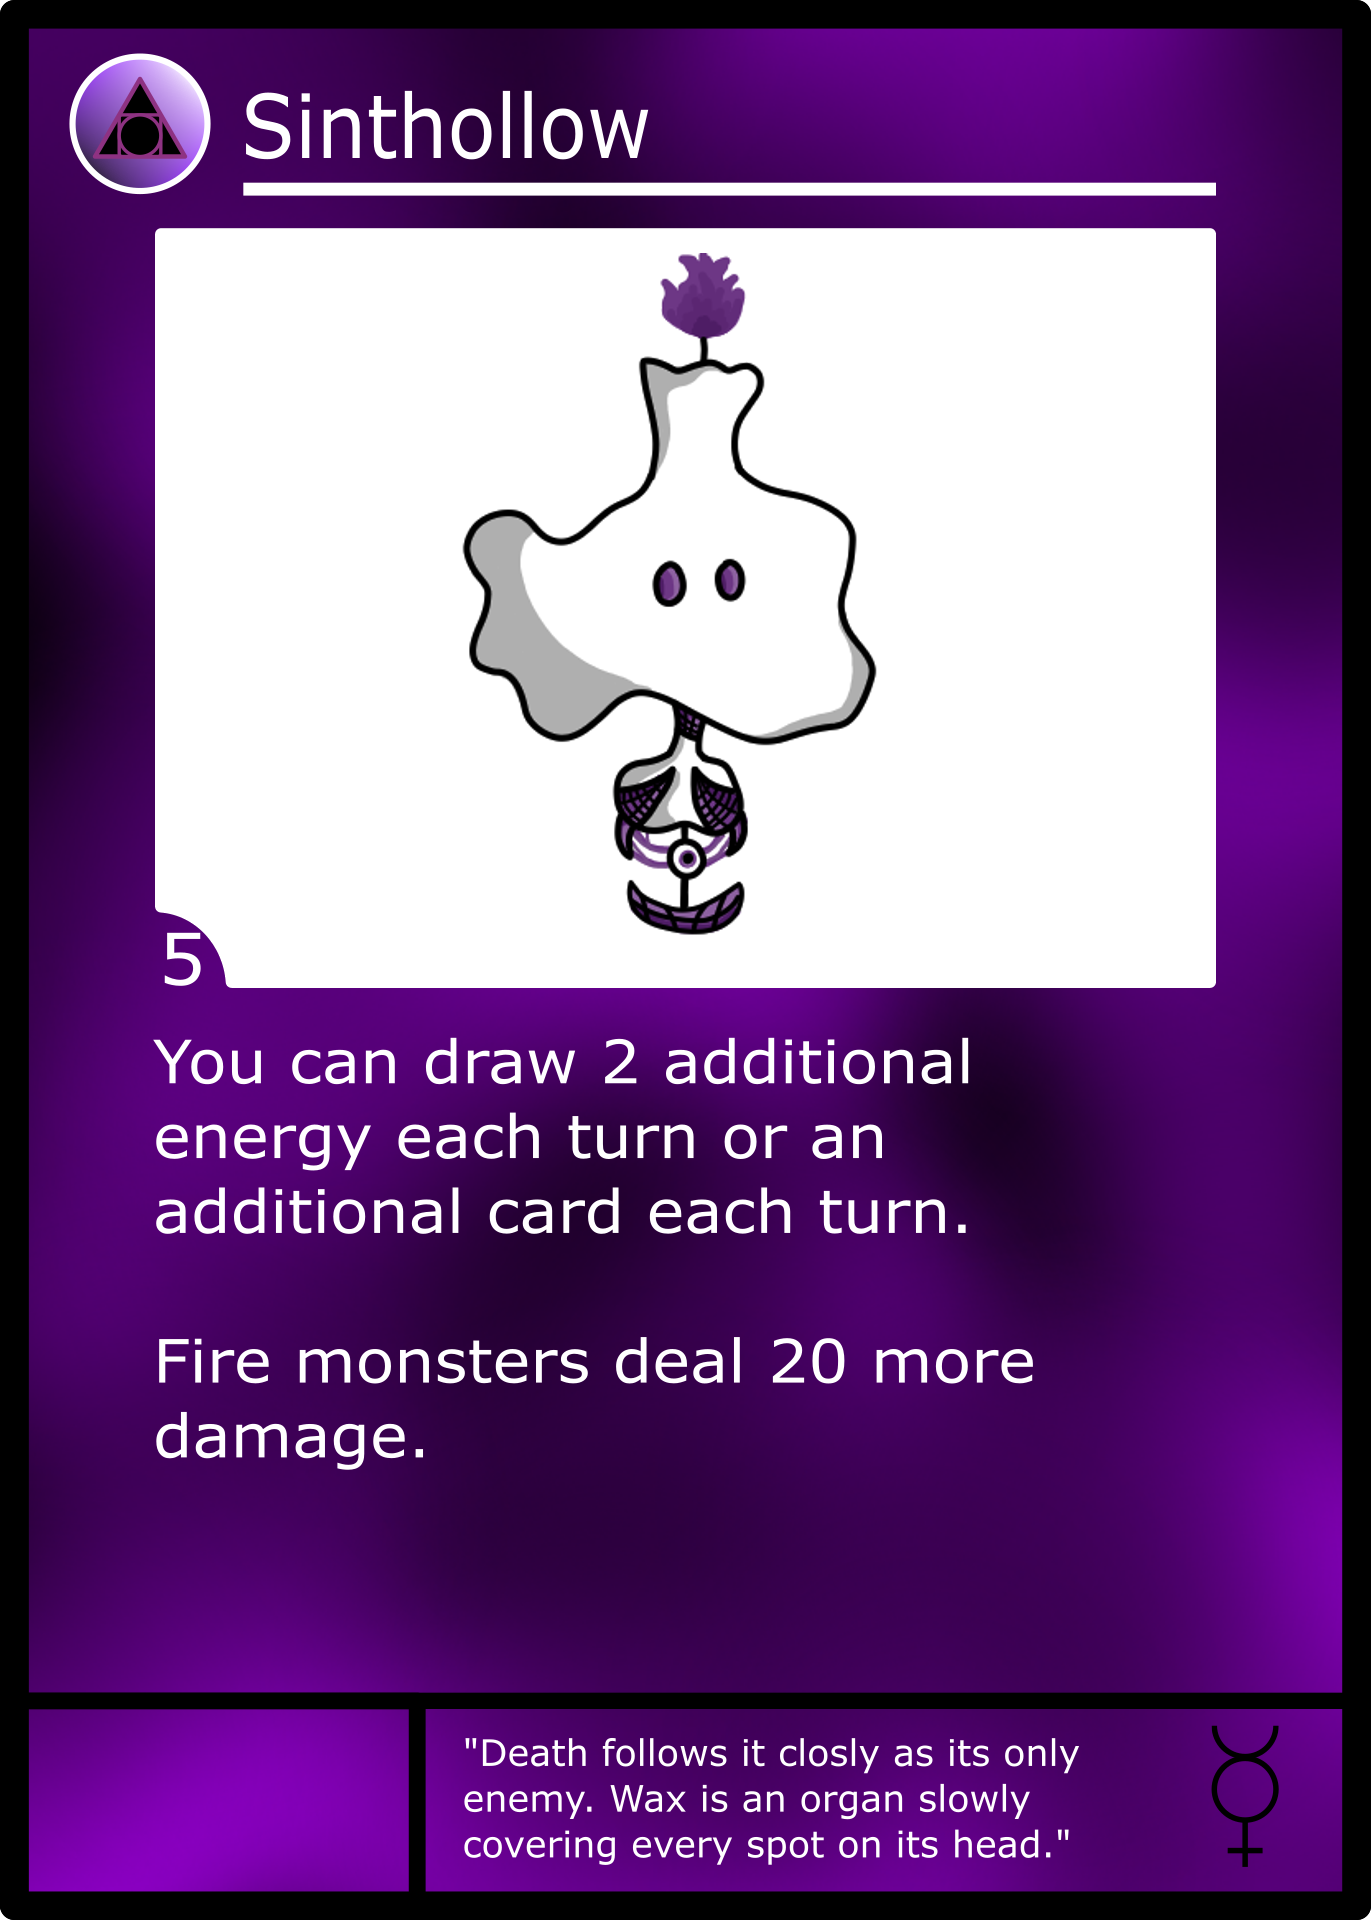 Sinthollow
5
You can draw 2 additional
energy each turn or an
additional card each turn.
Fire monsters deal 20 more
damage.
"Death follows it closly as its only
enemy. Wax is an organ slowly
covering every spot on its head."